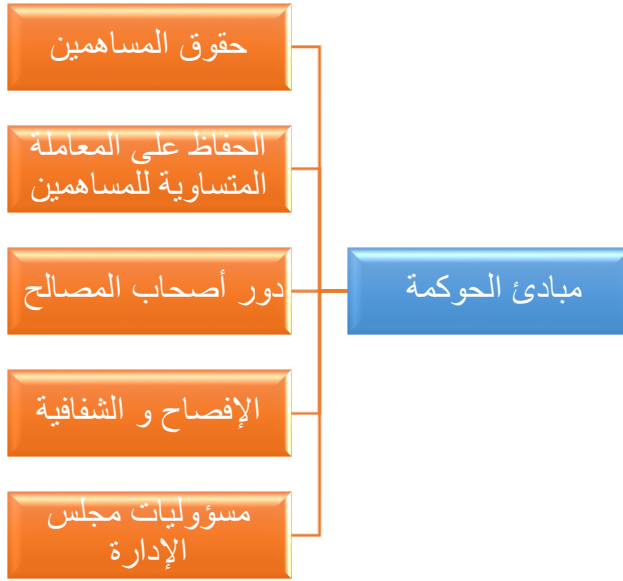 مبادئ الحوكمة
حقوق المساهمين
الحفاظ على المعاملة
المتساوية للمساهمين
دور أصحاب المصالح
الإفصاح و الشفافية
مسؤوليات مجلس
الإدارة